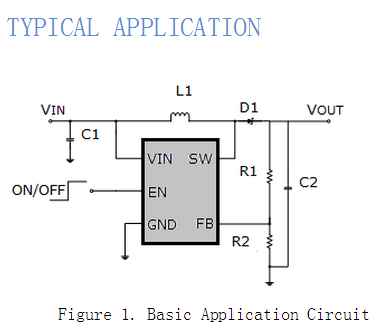 TYPICAL APPLICATION
L1
VIN
D1
VOUT
C1
VIN SW
R1
C2
ON/OFF
EN
GND FB
R2
Figure 1. Basic Application Circuit